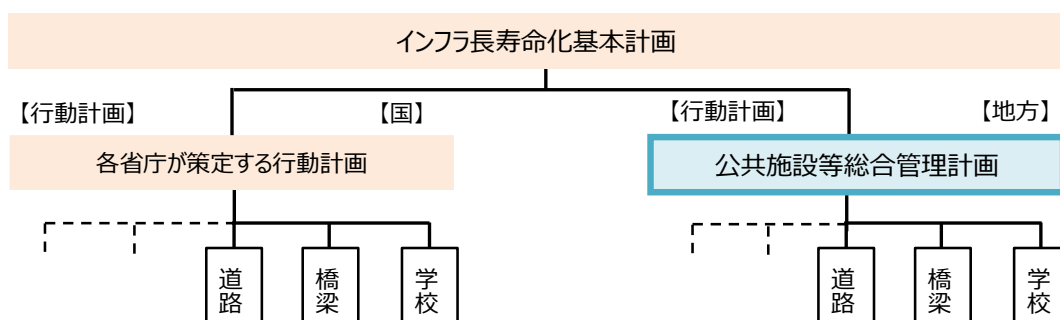 インフラ長寿命化基本計画
【行動計画】 【国】 【行動計画】 【地方】
各省庁が策定する行動計画 公共施設等総合管理計画
道路 橋梁 学校 道路 橋梁 学校